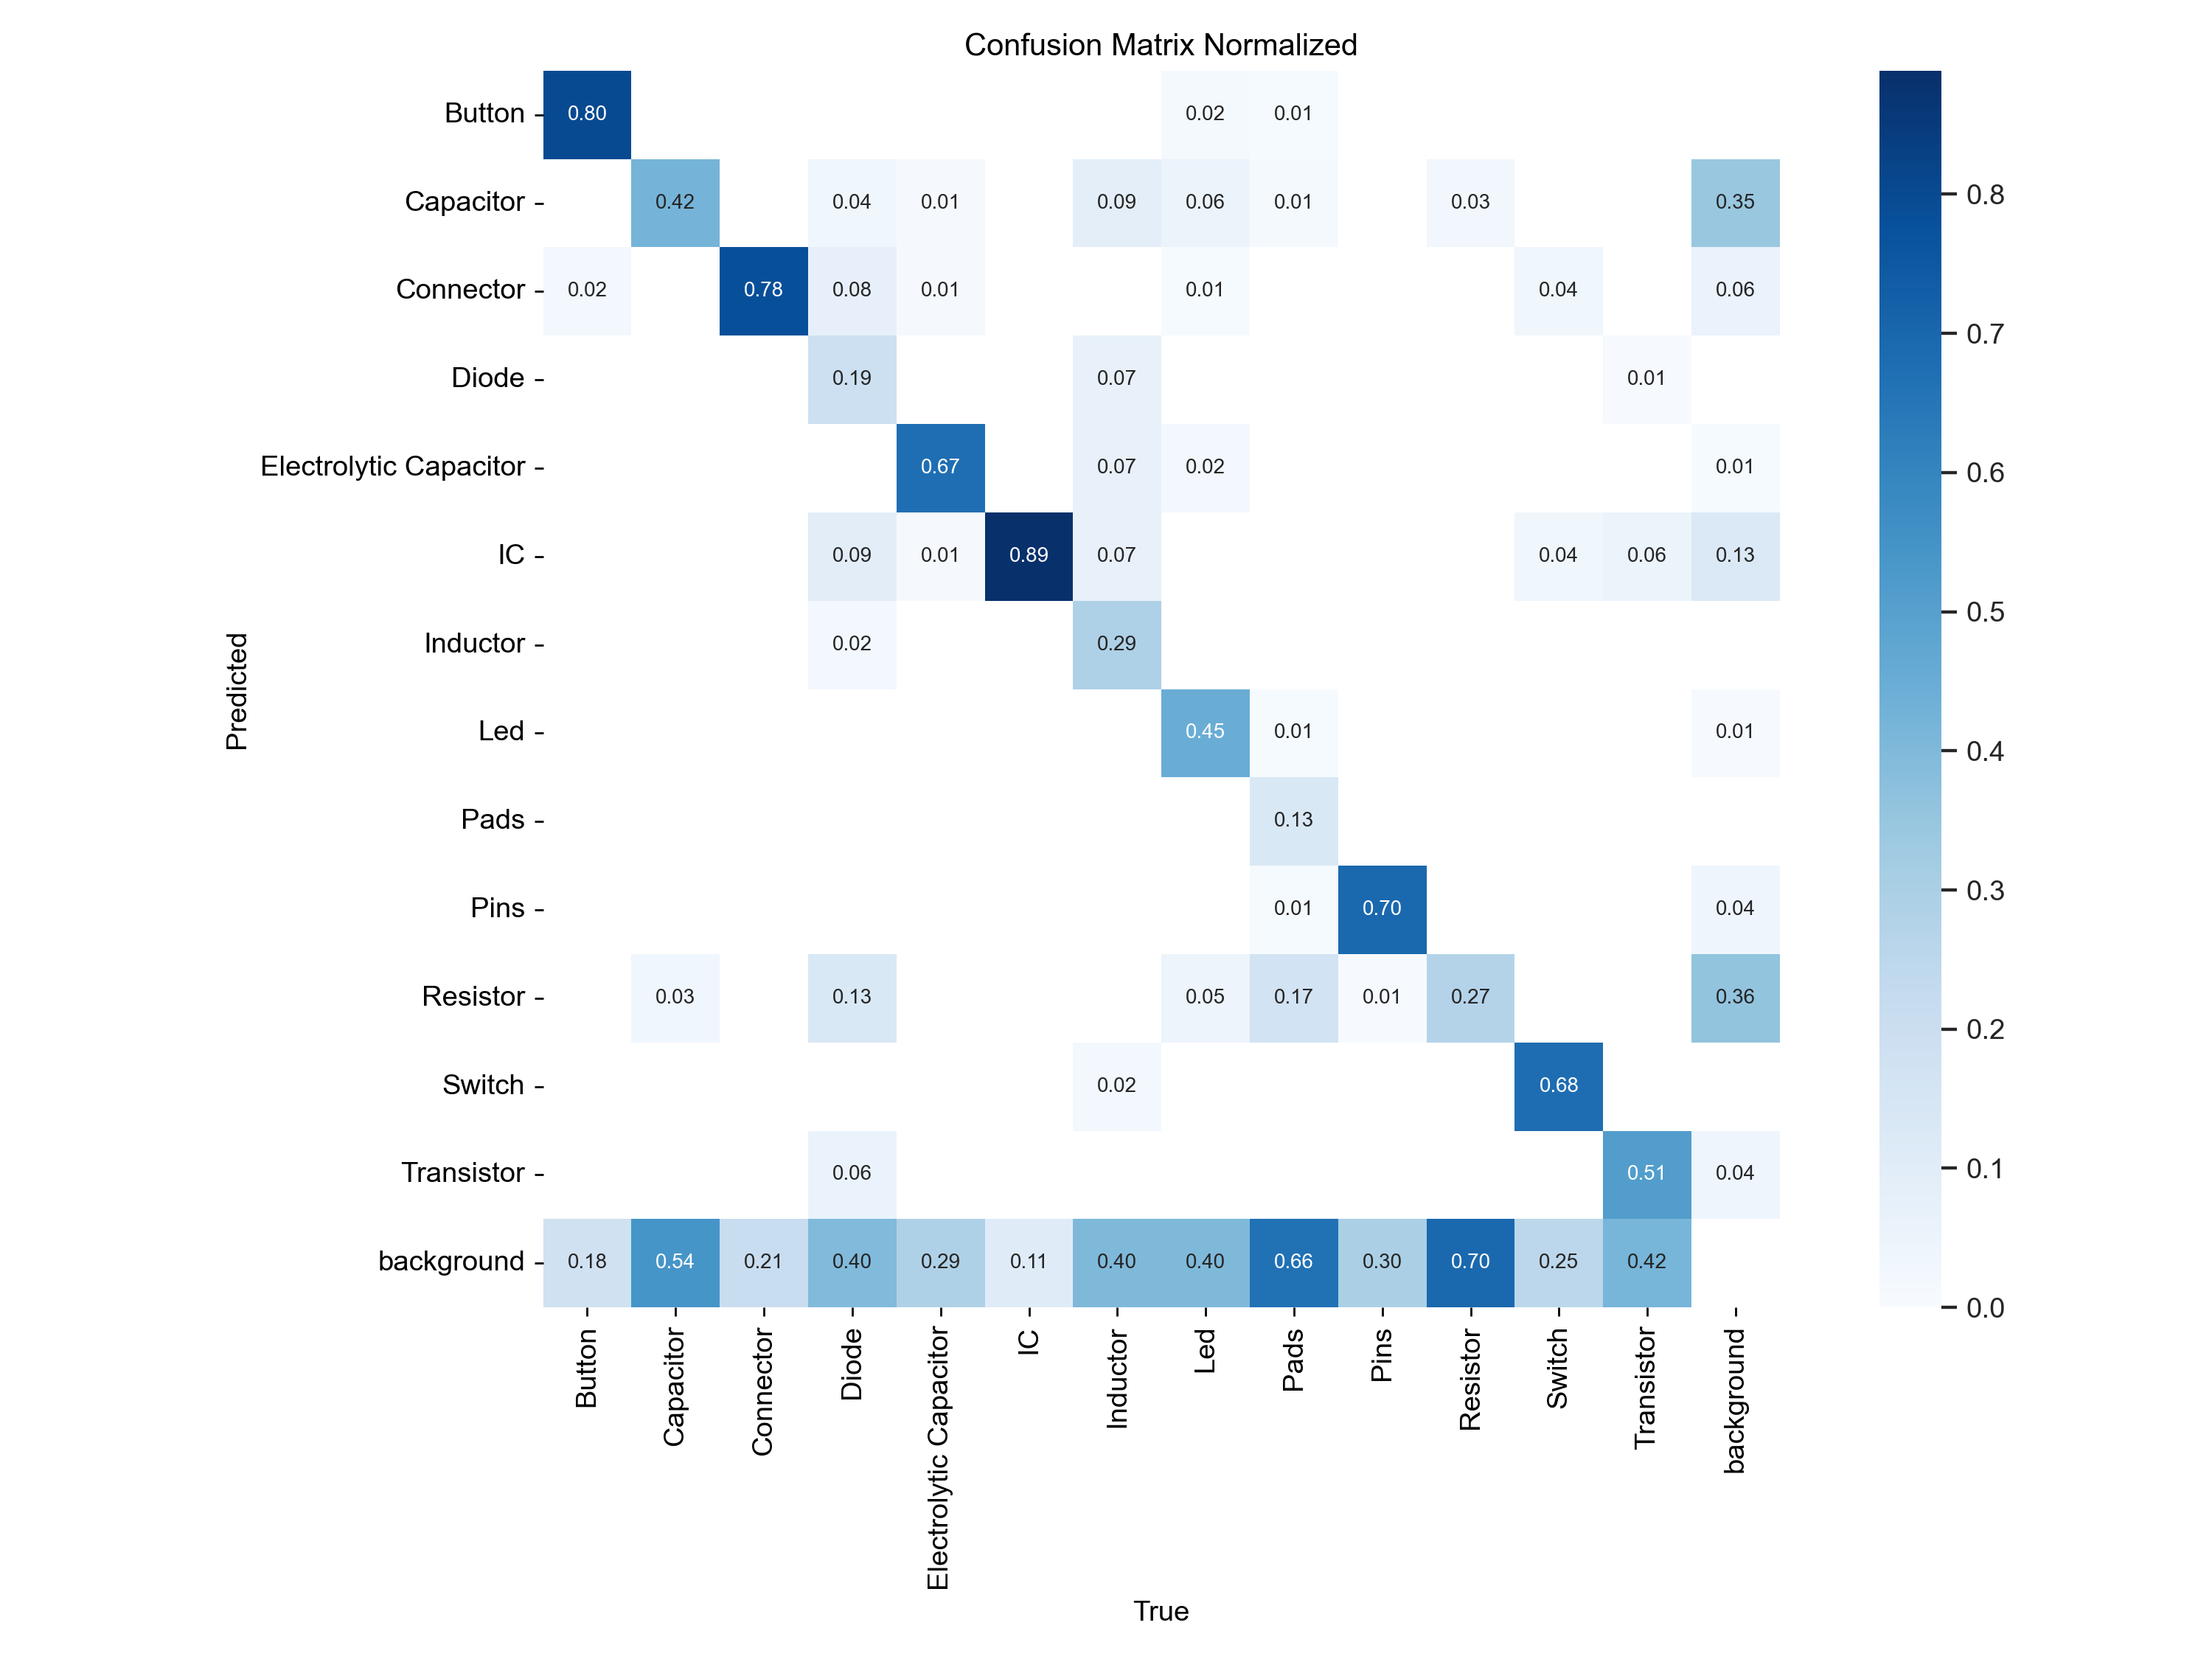 Confusion Matrix Normalized
Button 0.80 0.02 0.01
Capacitor 0.42 0.04 0.01 0.09 0.06 0.01 0.03 0.35
Connector 0.02 0.78 0.08 0.01 0.01 0.04 0.06
Diode 0.19 0.07 0.01
Electrolytic Capacitor 0.67 0.07 0.02 0.01
IC 0.09 0.01 0.89 0.07 0.04 0.06 0.13
Inductor 0.02 0.29
Led 0.45 0.01 0.01
Pads 0.13
Pins 0.01 0.70 0.04
Resistor 0.03 0.13 0.05 0.17 0.01 0.27 0.36
Switch 0.02 0.68
Transistor 0.06 0.51 0.04
background 0.18 0.54 0.21 0.40 0.29 0.11 0.40 0.40 0.66 0.30 0.70 0.25 0.42
Predicted
Button
Capacitor
Connector
Diode
Electrolytic Capacitor
IC
Inductor
Led
Pads
Pins
Resistor
Switch
Transistor
background
True
0.8
0.7
0.6
0.5
0.4
0.3
0.2
0.1
0.0